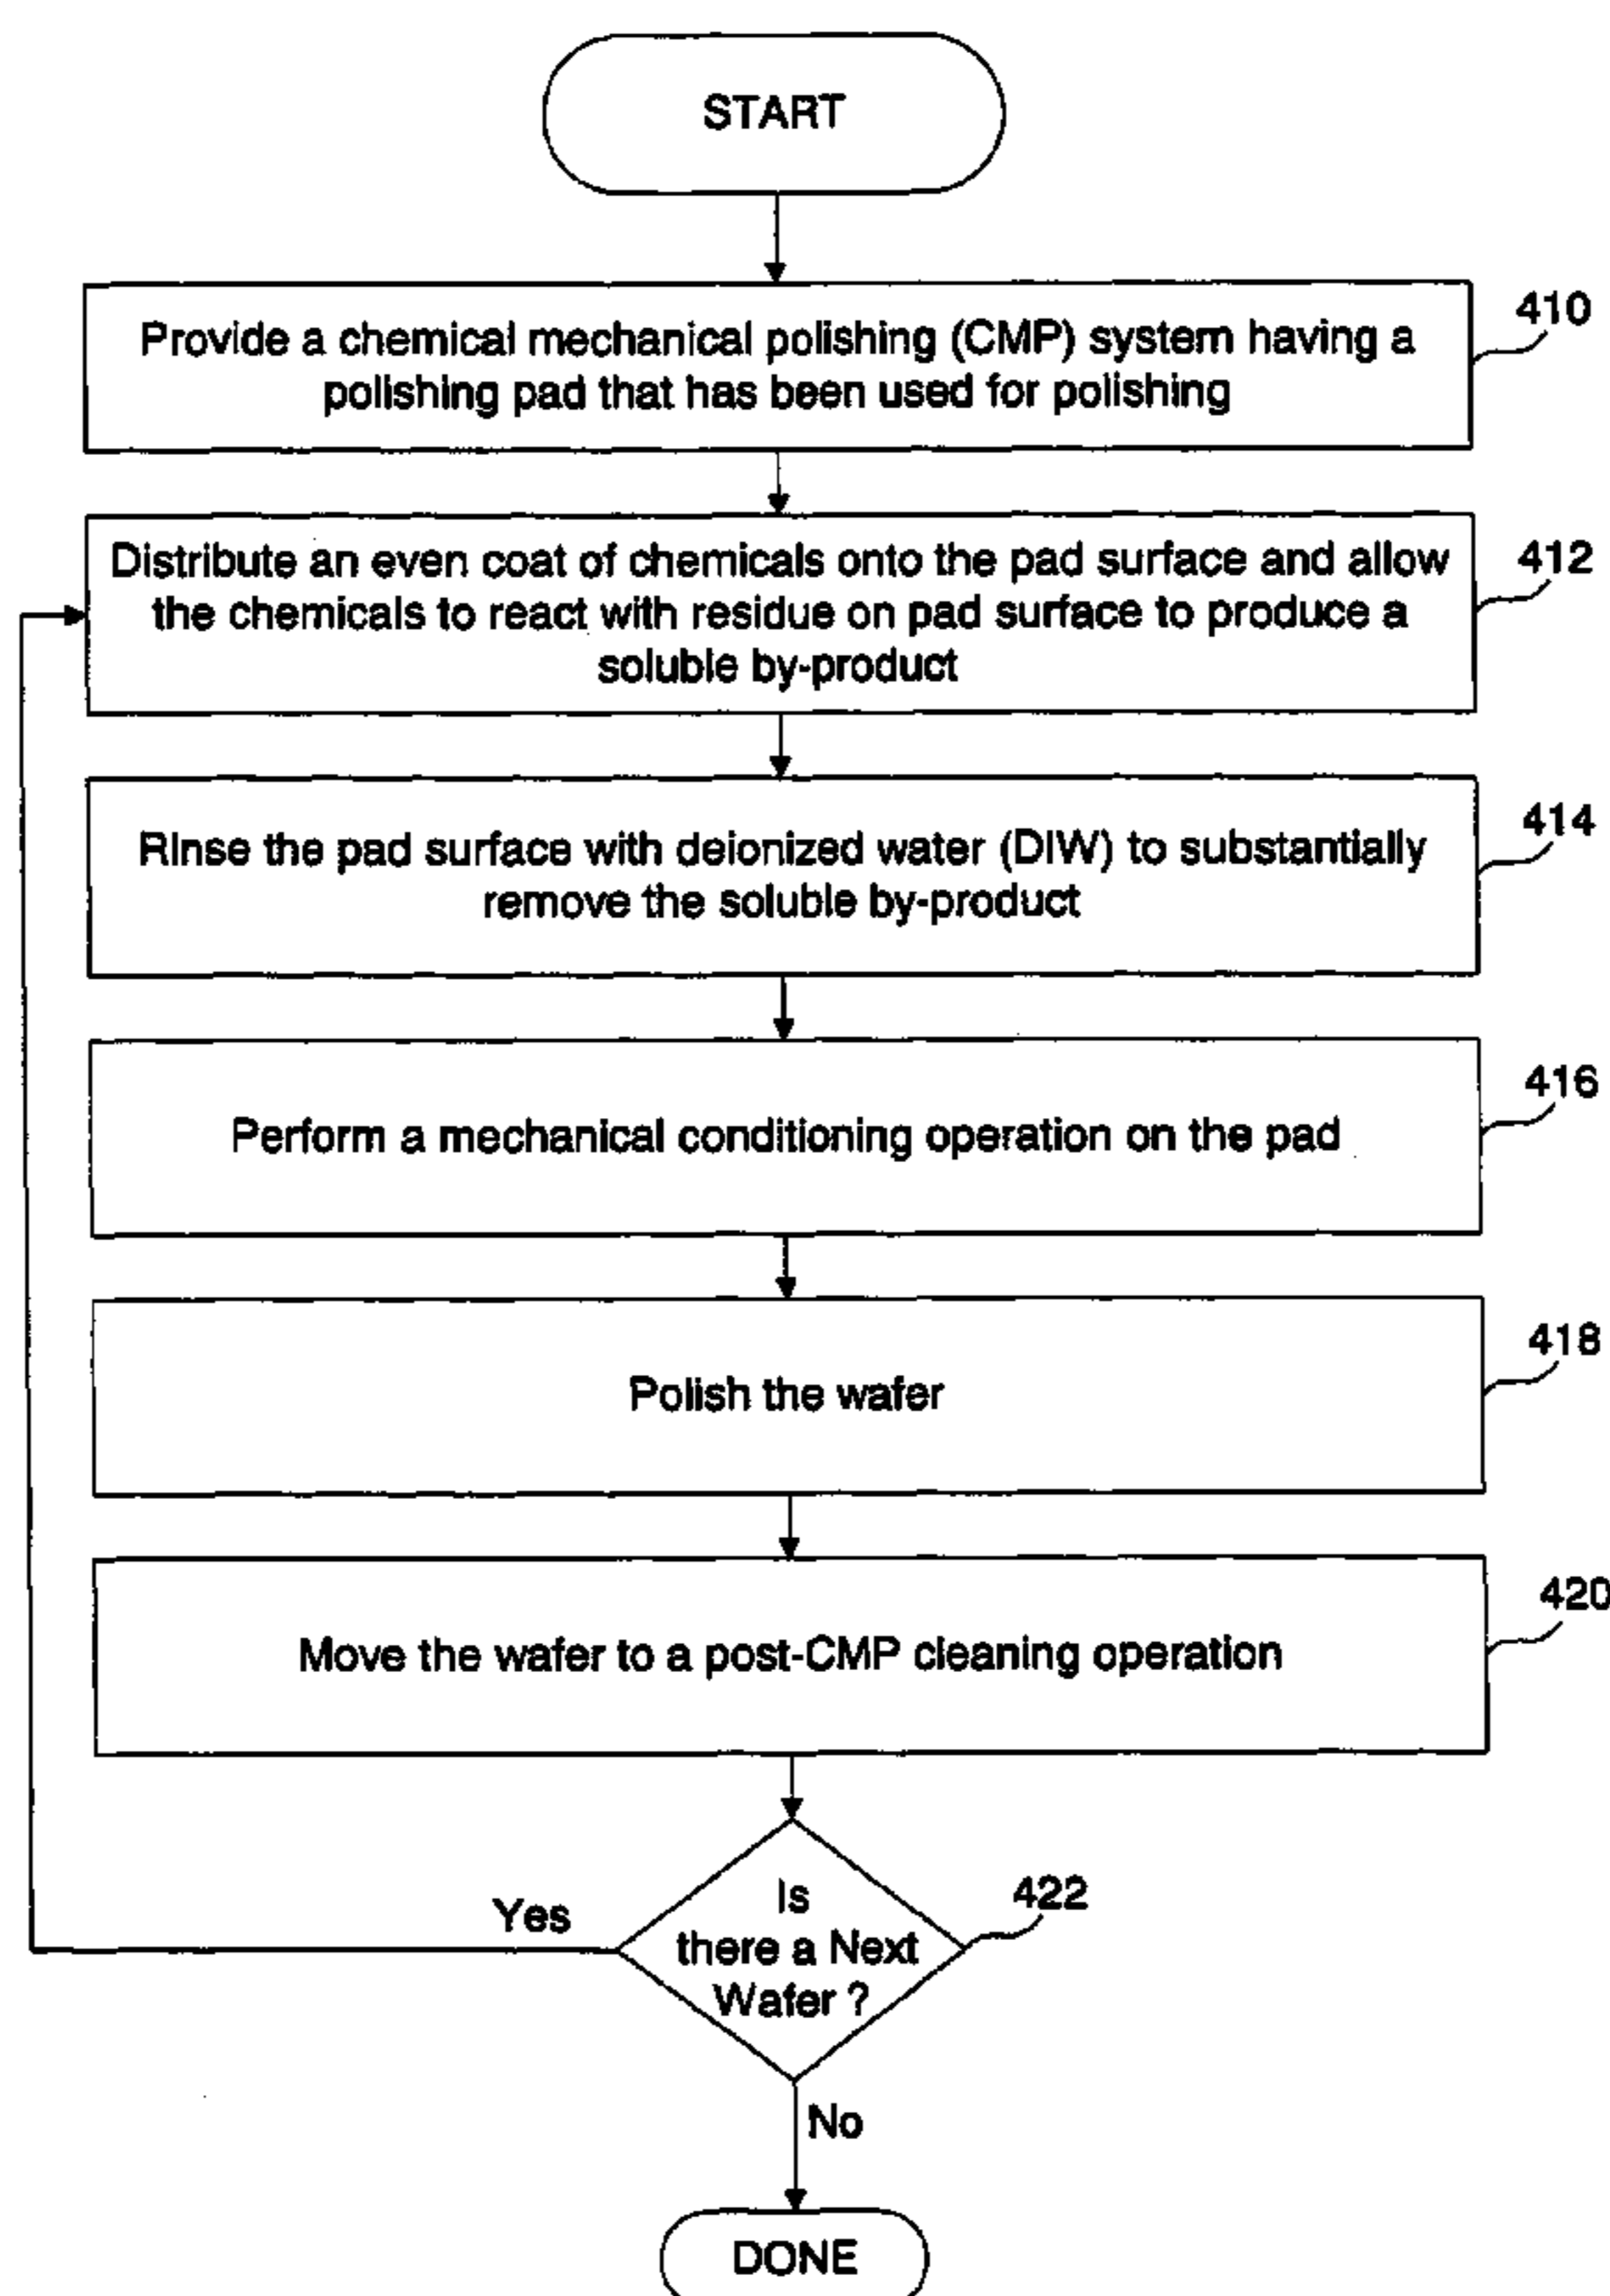 START
Provide a chemical mechanical polishing (CMP) system having a
polishing pad that has been used for polishing
410
Distribute an even coat of chemicals onto the pad surface and allow
the chemicals to react with residue on pad surface to produce a
soluble by-product
412
Rinse the pad surface with deionized water (DIW) to substantially
remove the soluble by-product
414
Perform a mechanical conditioning operation on the pad
416
Polish the wafer
418
Move the wafer to a post-CMP cleaning operation
420
Is
there a Next
Wafer ?
422
Yes
No
DONE